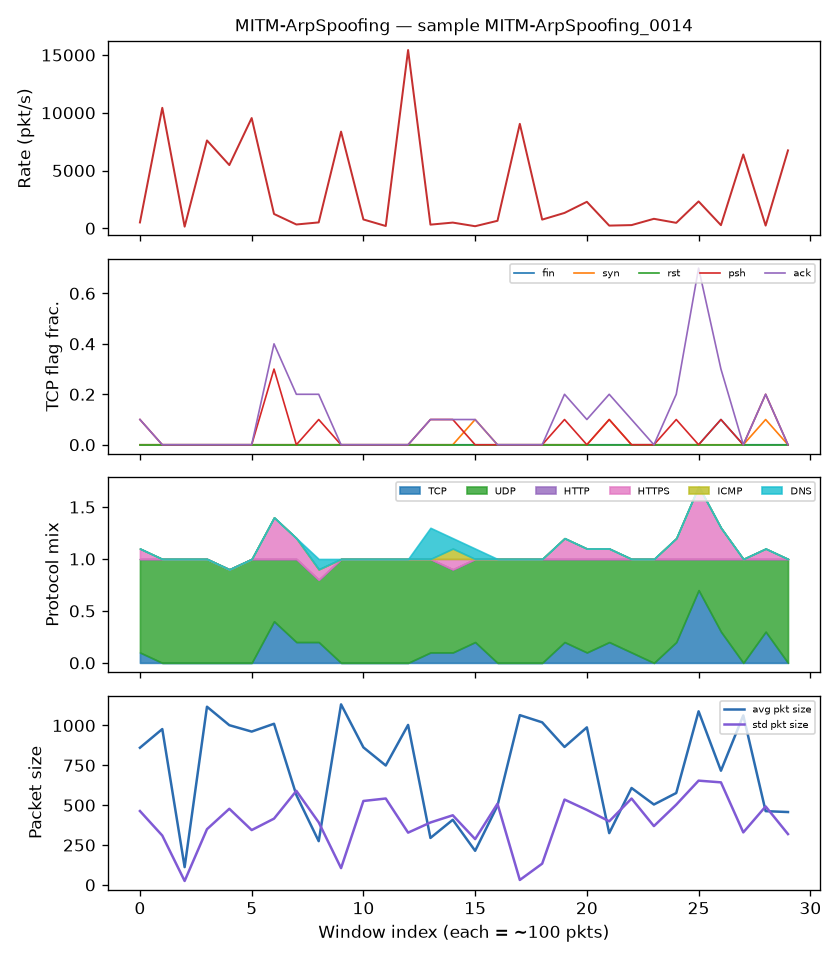 MITM-ArpSpoofing — sample MITM-ArpSpoofing_0014
Rate (pkt/s)
15000
10000
5000
0
TCP flag frac.
0.6
0.4
0.2
0.0
fin syn rst psh ack
Protocol mix
1.5
1.0
0.5
0.0
TCP UDP HTTP HTTPS ICMP DNS
Packet size
1000
750
500
250
0
avg pkt size
std pkt size
0 5 10 15 20 25 30
Window index (each = ~100 pkts)